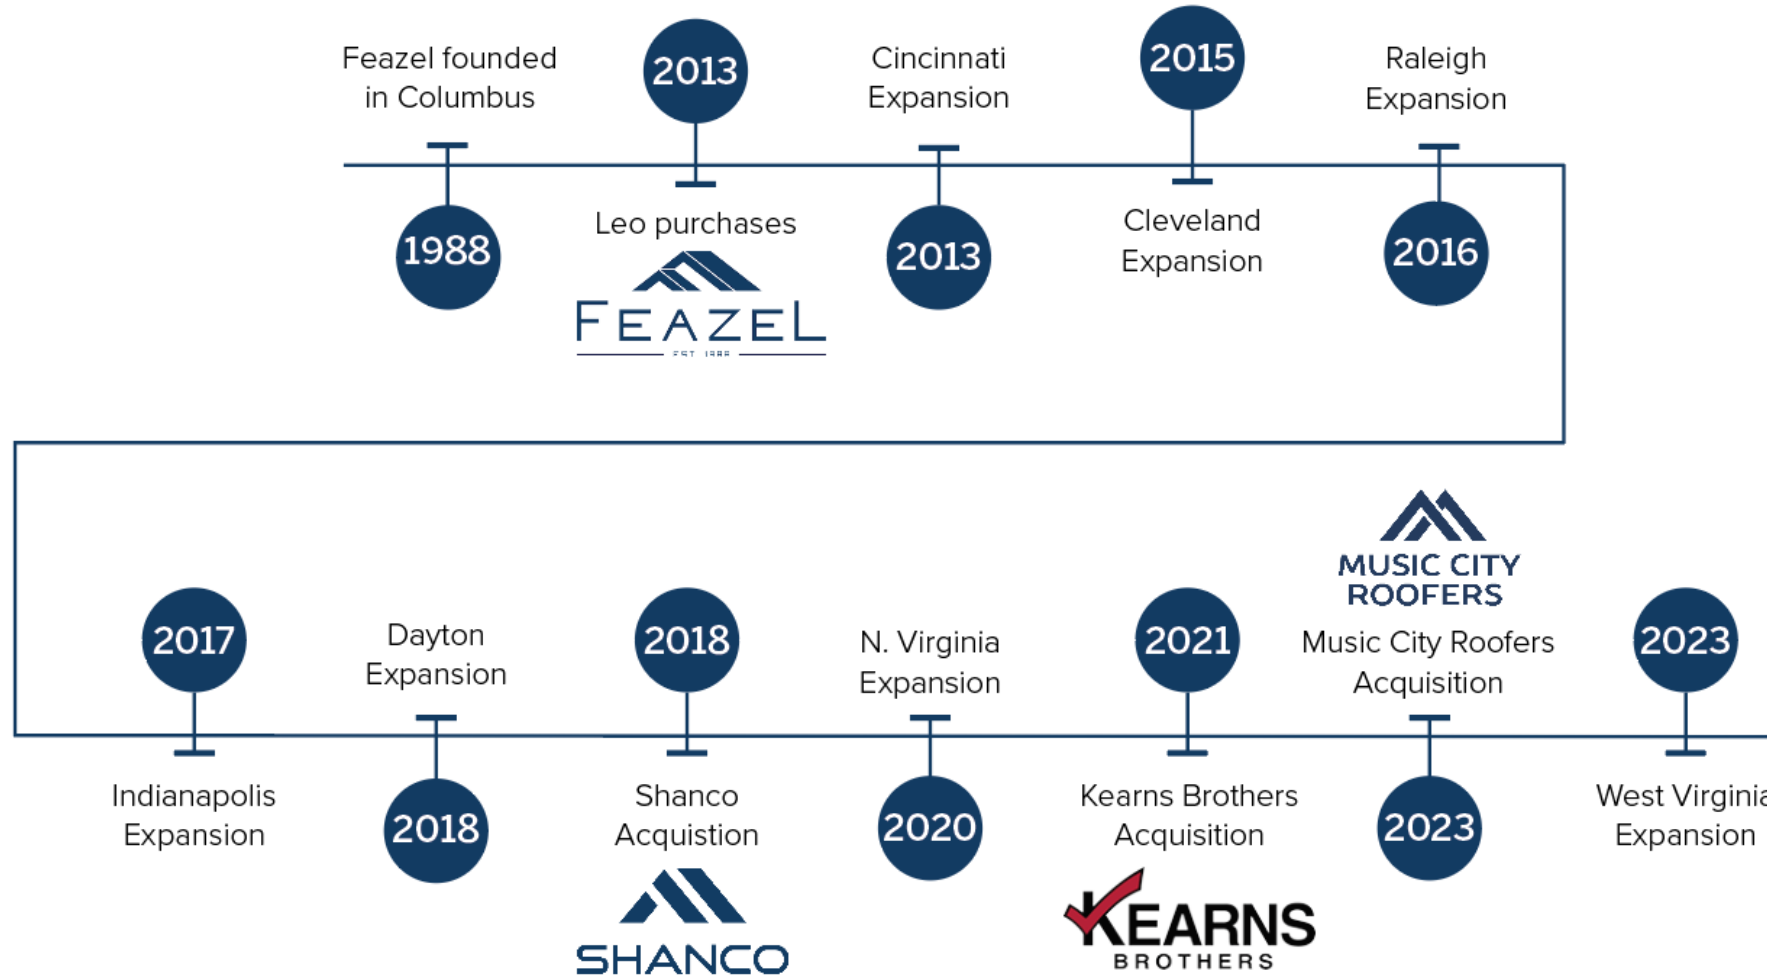 Feazel founded
in Columbus
1988
2013
Leo purchases
FEAZEL
EST. 1988
Cincinnati
Expansion
2013
2015
Cleveland
Expansion
Raleigh
Expansion
2016
2017
Indianapolis
Expansion
Dayton
Expansion
2018
2018
Shanco
Acquistion
SHANCO
N. Virginia
Expansion
2020
2021
Kearns Brothers
Acquisition
KEARNS
BROTHERS
MUSIC CITY
ROOFERS
Music City Roofers
Acquisition
2023
2023
West Virginia
Expansion